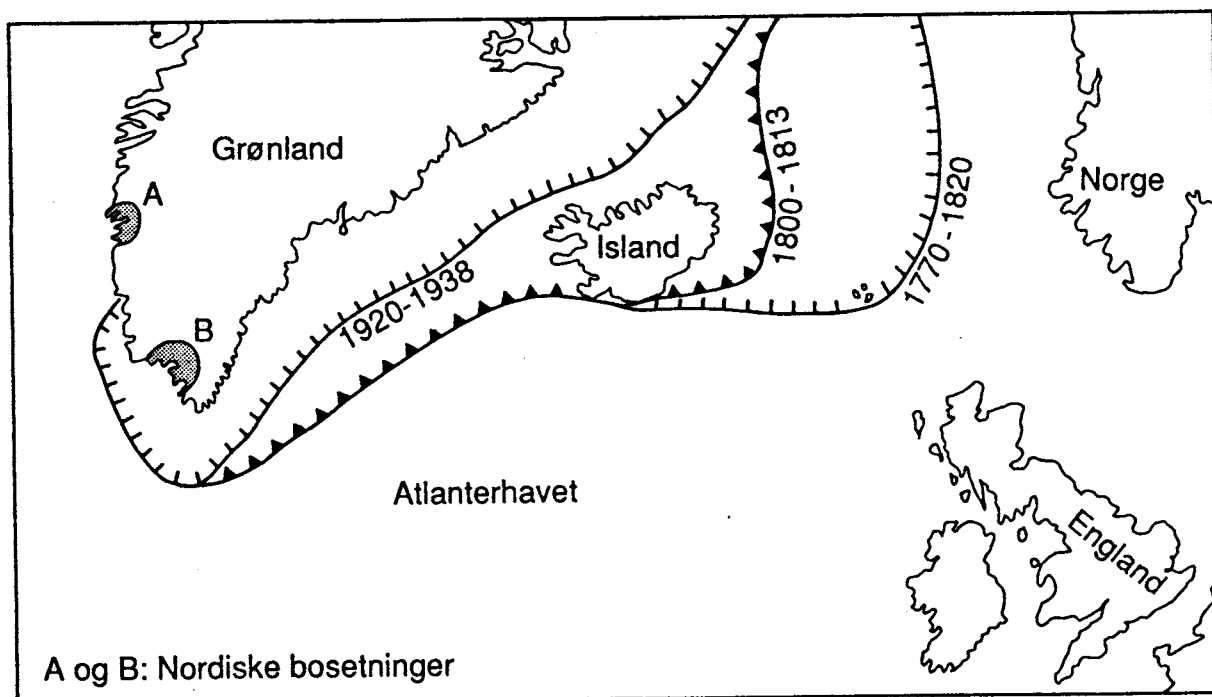 Grønland
A
Norge
Island
1800 - 1813
1770 - 1820
1920-1938
B
Atlanterhavet
England
A og B: Nordiske bosetninger